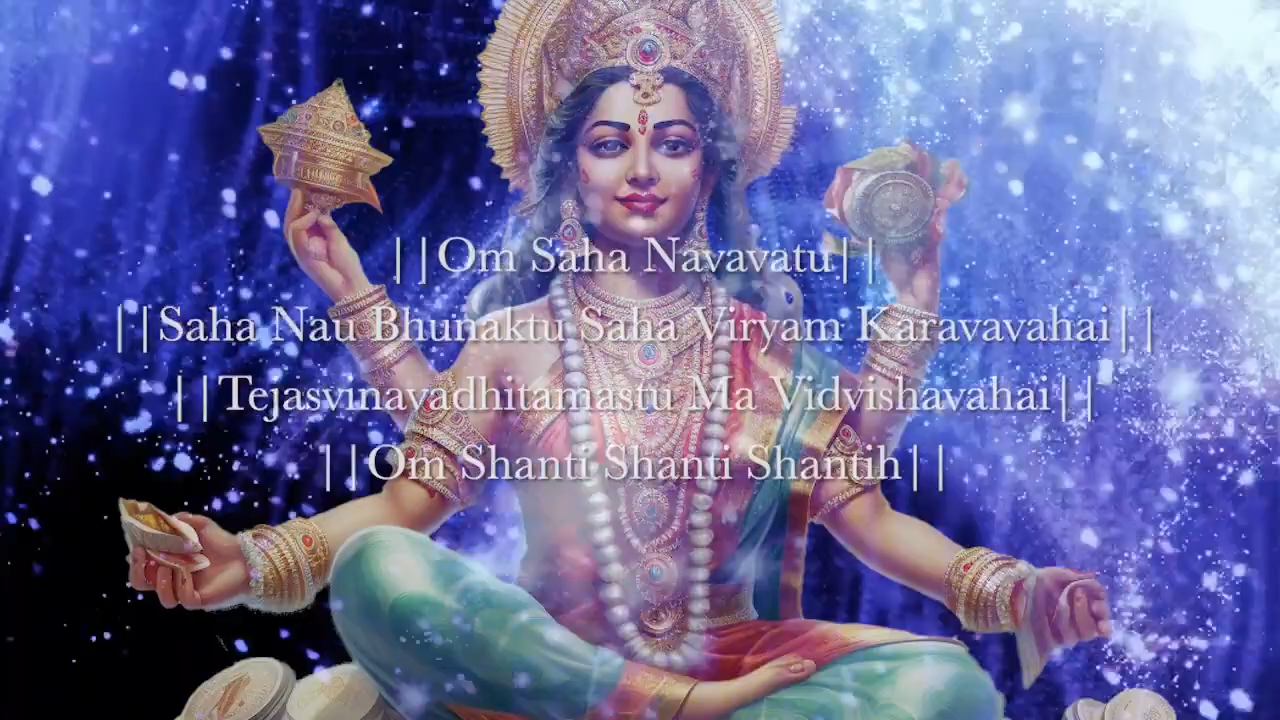 ||Om Saha Navavatu||
||Saha Nau Bhunaktu Saha Viryam Karavavahai||
||Tejasvinavadhitamastu Ma Vidvishavahai||
||Om Shanti Shanti Shantih||